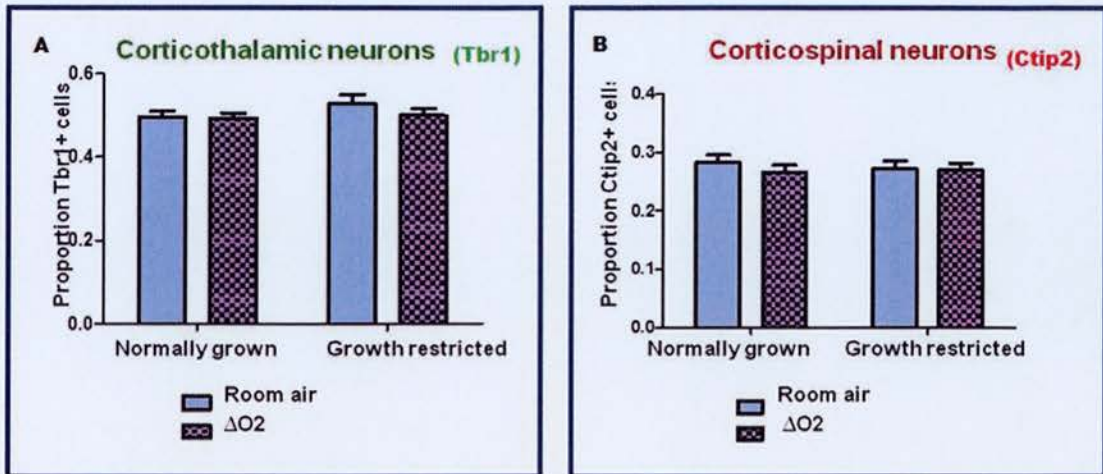 A
Corticothalamic neurons (Tbr1)
Proportion Tbr1+ cells
0.6
0.4
0.2
0.0
Normally grown Growth restricted
Room air
ΔO2
B
Corticospinal neurons (Ctip2)
Proportion Ctip2+ cell:
0.4
0.3
0.2
0.1
0.0
Normally grown Growth restricted
Room air
ΔO2